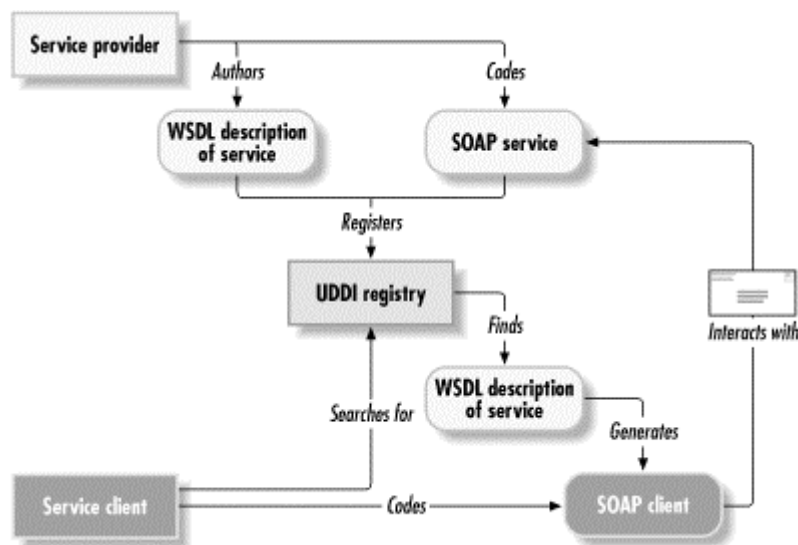 Service provider
Authors
Codes
WSDL description
of service
SOAP service
Registers
UDDI registry
Finds
Interacts with
WSDL description
of service
Searches for
Generates
Service client
Codes
SOAP client